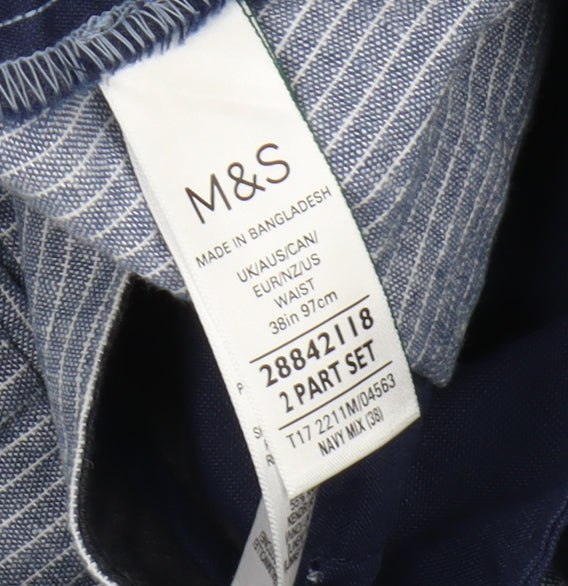 M&S
MADE IN BANGLADESH
UK/AUS/CAN/
EUR/NZ/US
WAIST
38in 97cm
28842118
2 PART SET
T17 2211M/04563
NAVY MIX (38)